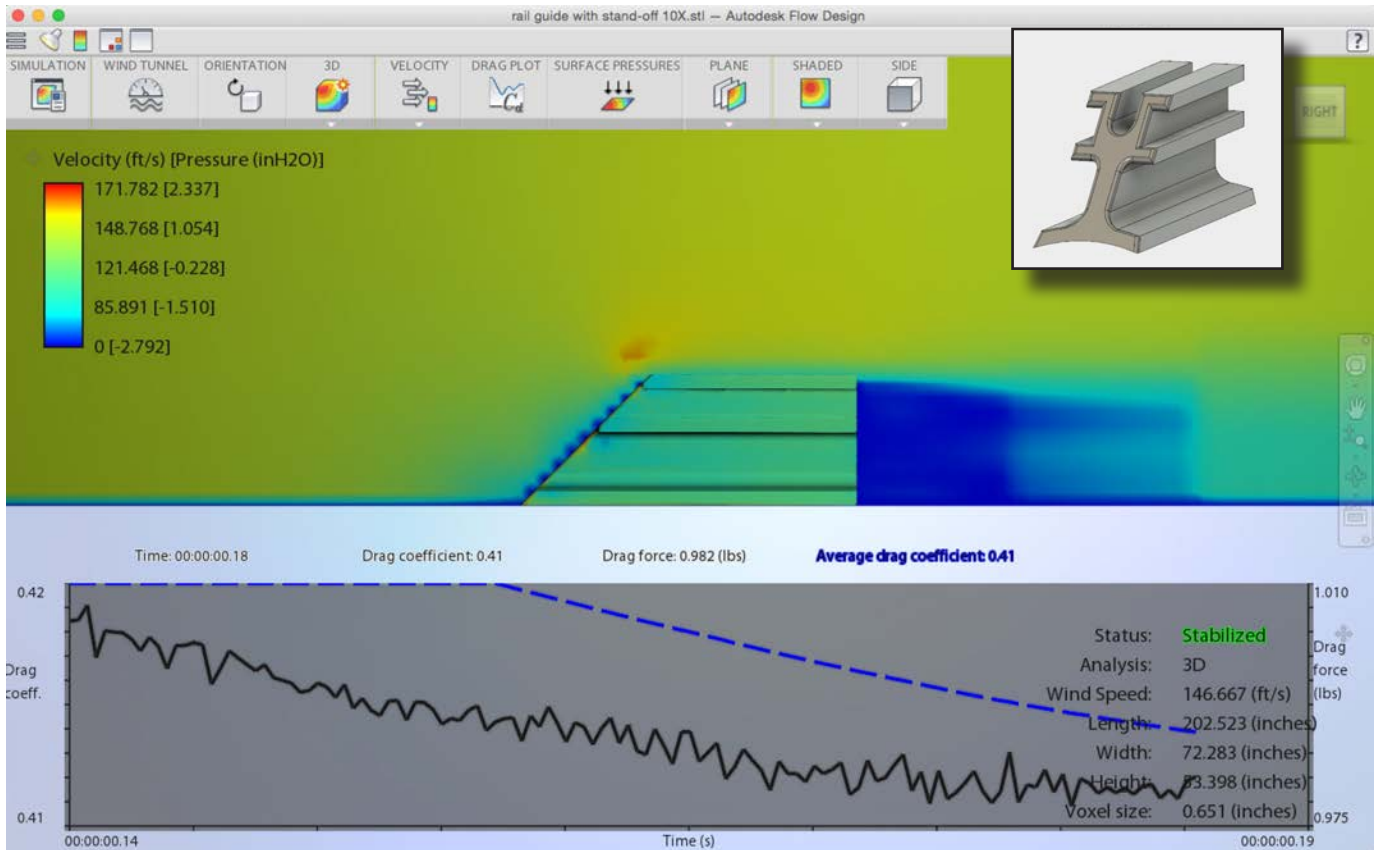 rail guide with stand-off 10X.stl — Autodesk Flow Design
?
SIMULATION WIND TUNNEL ORIENTATION 3D VELOCITY DRAG PLOT SURFACE PRESSURES PLANE SHADED SIDE
Cd
RIGHT
Velocity (ft/s) [Pressure (inH2O)]
171.782 [2.337]
148.768 [1.054]
121.468 [-0.228]
85.891 [-1.510]
0 [-2.792]
Time: 00:00:00.18 Drag coefficient: 0.41 Drag force: 0.982 (lbs) Average drag coefficient: 0.41
0.42
0.41
Drag
coeff.
1.010
Drag
force
(lbs)
0.975
Status: Stabilized
Analysis: 3D
Wind Speed: 146.667 (ft/s)
Length: 202.523 (inches)
Width: 72.283 (inches)
Height: 53.398 (inches)
Voxel size: 0.651 (inches)
00:00:00.14 Time (s) 00:00:00.19